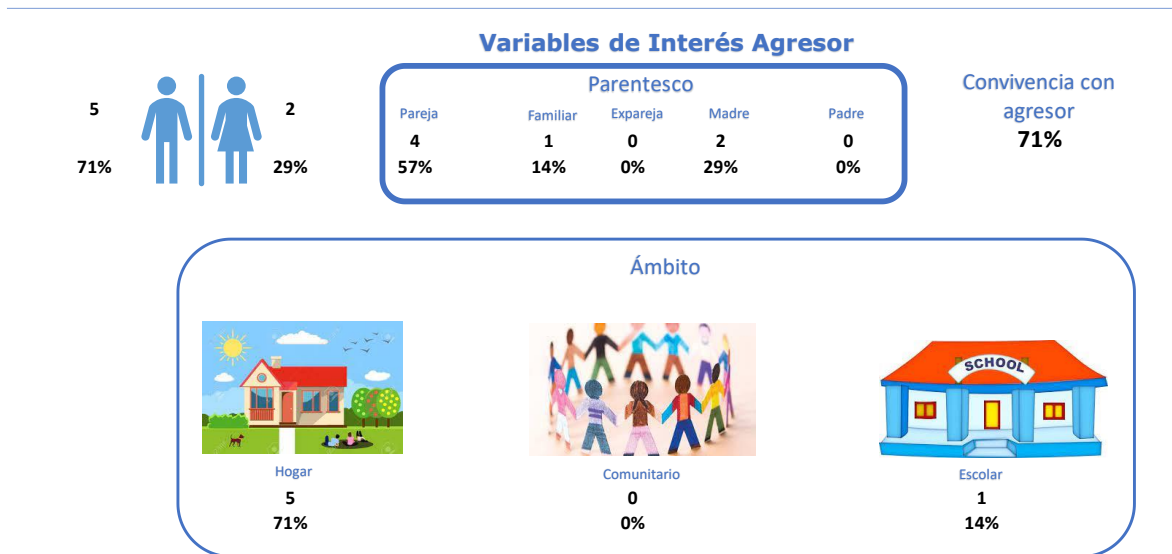 Variables de Interés Agresor
5
2
71%
29%
Parentesco
Pareja Familiar Expareja Madre Padre
4 1 0 2 0
57% 14% 0% 29% 0%
Convivencia con
agresor
71%
Ámbito
SCHOOL
Hogar Comunitario Escolar
5 0 1
71% 0% 14%